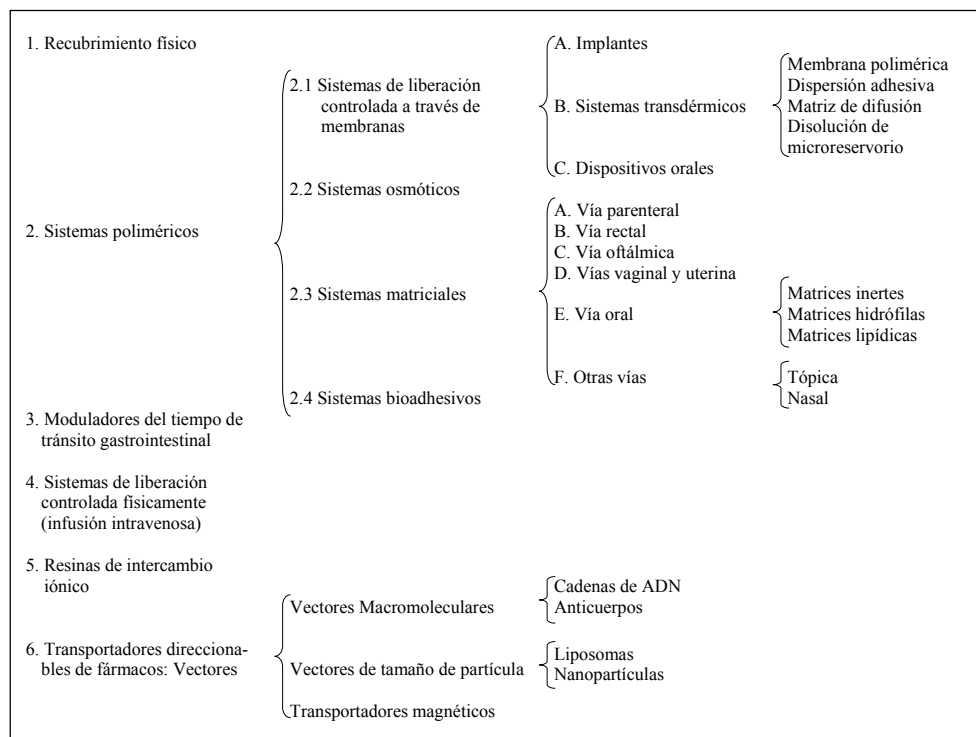 1. Recubrimiento físico
2. Sistemas poliméricos
2.1 Sistemas de liberación
controlada a través de
membranas
A. Implantes
B. Sistemas transdérmicos
Membrana polimérica
Dispersión adhesiva
Matriz de difusión
Disolución de
microreservorio
C. Dispositivos orales
2.2 Sistemas osmóticos
2.3 Sistemas matriciales
A. Vía parenteral
B. Vía rectal
C. Vía oftálmica
D. Vías vaginal y uterina
E. Vía oral
Matrices inertes
Matrices hidrófilas
Matrices lipídicas
F. Otras vías
Tópica
Nasal
2.4 Sistemas bioadhesivos
3. Moduladores del tiempo de
tránsito gastrointestinal
4. Sistemas de liberación
controlada físicamente
(infusión intravenosa)
5. Resinas de intercambio
iónico
6. Transportadores direcciona-
bles de fármacos: Vectores
Vectores Macromoleculares
Cadenas de ADN
Anticuerpos
Vectores de tamaño de partícula
Liposomas
Nanopartículas
Transportadores magnéticos